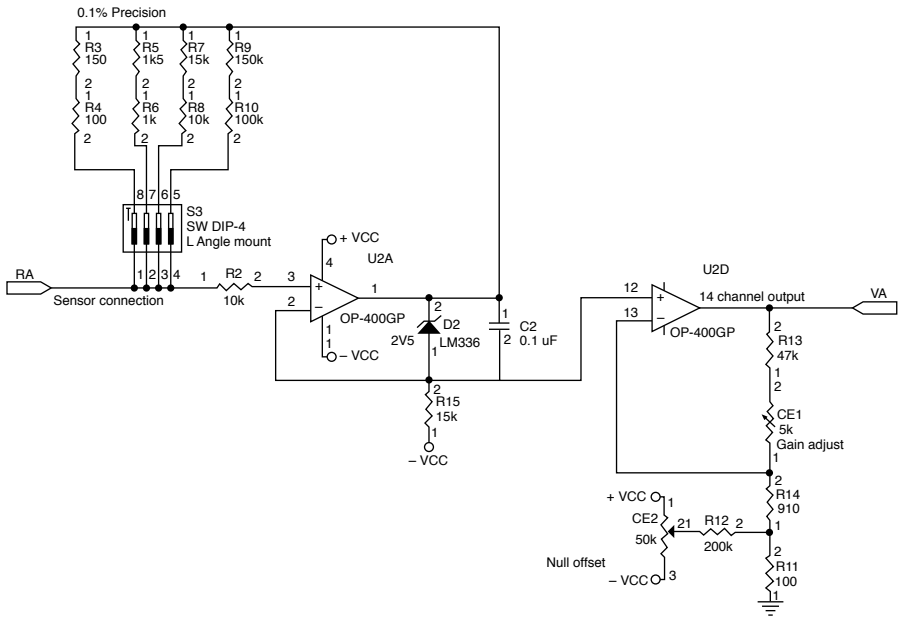 0.1% Precision
1 1 1 1
R3 R5 R7 R9
150 1k5 15k 150k
2 2 2 2
1 1 1 1
R4 R6 R8 R10
100 1k 10k 100k
2 2 2 2
8 7 6 5
S3
SW DIP-4
L Angle mount
1 2 3 4
RA
Sensor connection
1 R2 2
10k
+ VCC
4
U2A
3
+
2
−
1
OP-400GP
1
1
− VCC
2
D2
2V5
LM336
1
1
C2
2 0.1 uF
2
R15
15k
1
− VCC
U2D
12
+
13
−
14 channel output
OP-400GP
VA
2
R13
47k
1
2
CE1
5k
Gain adjust
1
2
R14
910
1
+ VCC
1
CE2
50k
21 R12 2
200k
Null offset
− VCC
3
2
R11
100
1